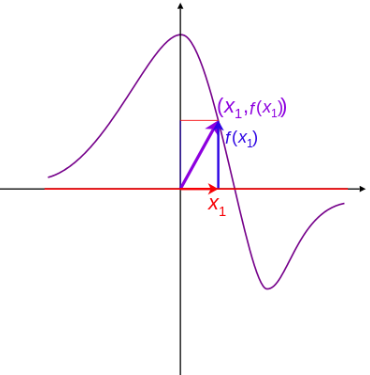 (x₁,f(x₁))
f(x₁)
x₁